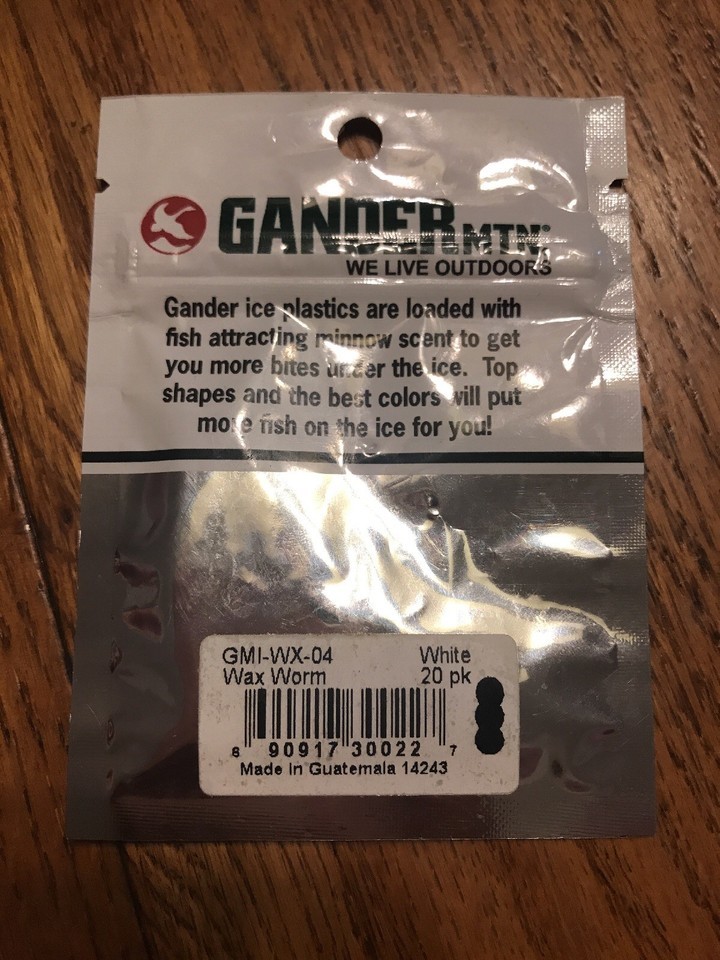 GANDER MTN®
WE LIVE OUTDOORS
Gander ice plastics are loaded with
fish attracting minnow scent to get
you more bites under the ice. Top
shapes and the best colors will put
more fish on the ice for you!
GMI-WX-04 White
Wax Worm 20 pk
8 90917 30022 7
Made In Guatemala 14243